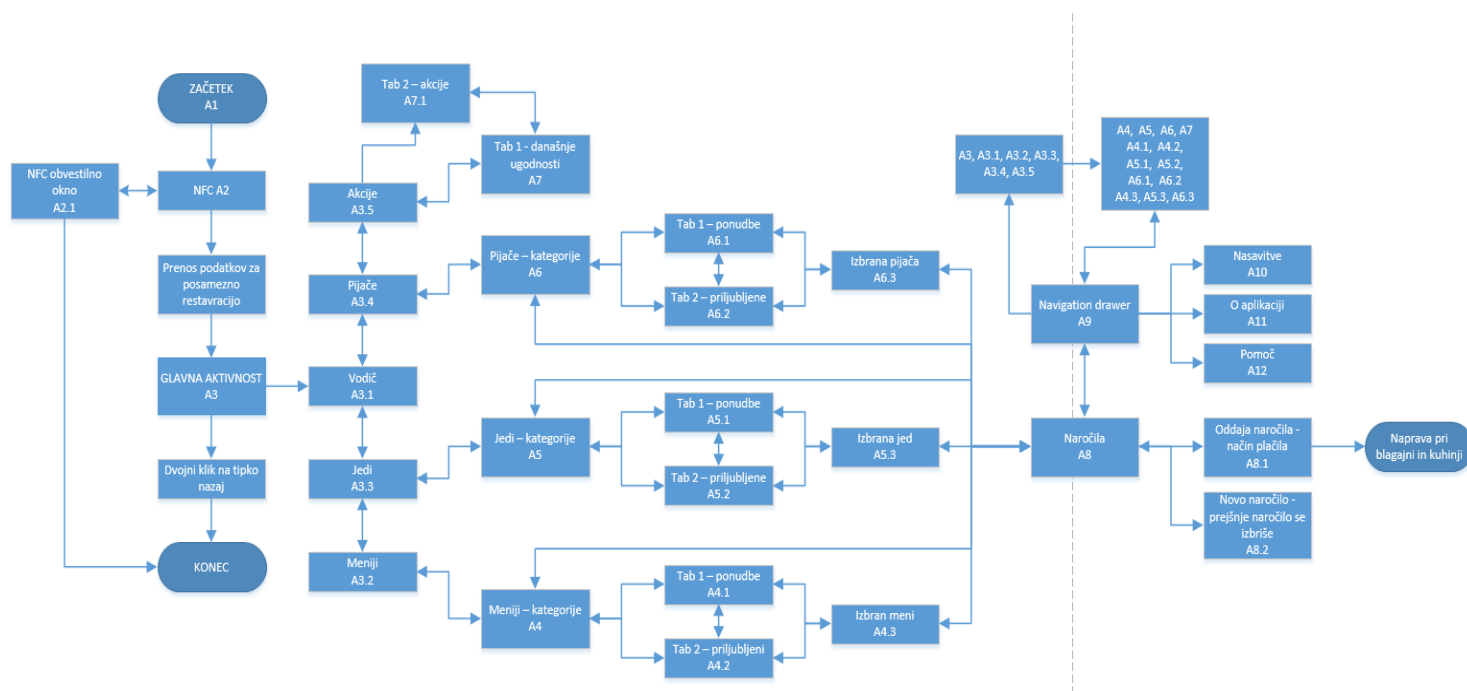 ZAČETEK
A1
NFC obvestilno
okno
A2.1
NFC A2
Prenos podatkov za
posamezno
restavracijo
GLAVNA AKTIVNOST
A3
Dvojni klik na tipko
nazaj
KONEC
Tab 2 – akcije
A7.1
Tab 1 - današnje
ugodnosti
A7
Akcije
A3.5
Pijače
A3.4
Vodič
A3.1
Jedi
A3.3
Meniji
A3.2
Pijače – kategorije
A6
Tab 1 – ponudbe
A6.1
Tab 2 – priljubljene
A6.2
Izbrana pijača
A6.3
Jedi – kategorije
A5
Tab 1 – ponudbe
A5.1
Tab 2 – priljubljene
A5.2
Izbrana jed
A5.3
Meniji – kategorije
A4
Tab 1 – ponudbe
A4.1
Tab 2 – priljubljeni
A4.2
Izbran meni
A4.3
A3, A3.1, A3.2, A3.3,
A3.4, A3.5
A4, A5, A6, A7
A4.1, A4.2,
A5.1, A5.2,
A6.1, A6.2
A4.3, A5.3, A6.3
Navigation drawer
A9
Nasavitve
A10
O aplikaciji
A11
Pomoč
A12
Naročila
A8
Oddaja naročila -
način plačila
A8.1
Novo naročilo -
prejšnje naročilo se
izbriše
A8.2
Naprava pri
blagajni in kuhinji